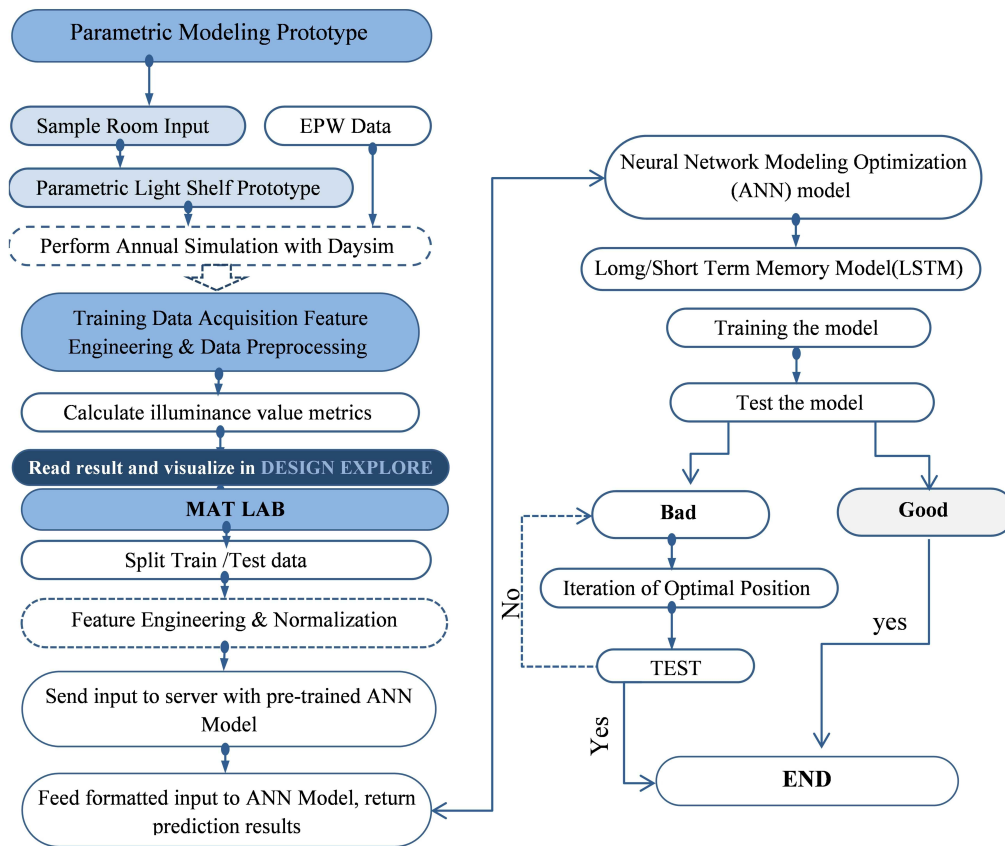 Parametric Modeling Prototype
Sample Room Input
EPW Data
Parametric Light Shelf Prototype
Perform Annual Simulation with Daysim
Training Data Acquisition Feature
Engineering & Data Preprocessing
Calculate illuminance value metrics
Read result and visualize in DESIGN EXPLORE
MAT LAB
Split Train /Test data
Feature Engineering & Normalization
Send input to server with pre-trained ANN
Model
Feed formatted input to ANN Model, return
prediction results
Neural Network Modeling Optimization
(ANN) model
Lomg/Short Term Memory Model(LSTM)
Training the model
Test the model
Bad
Good
Iteration of Optimal Position
No
yes
TEST
Yes
END